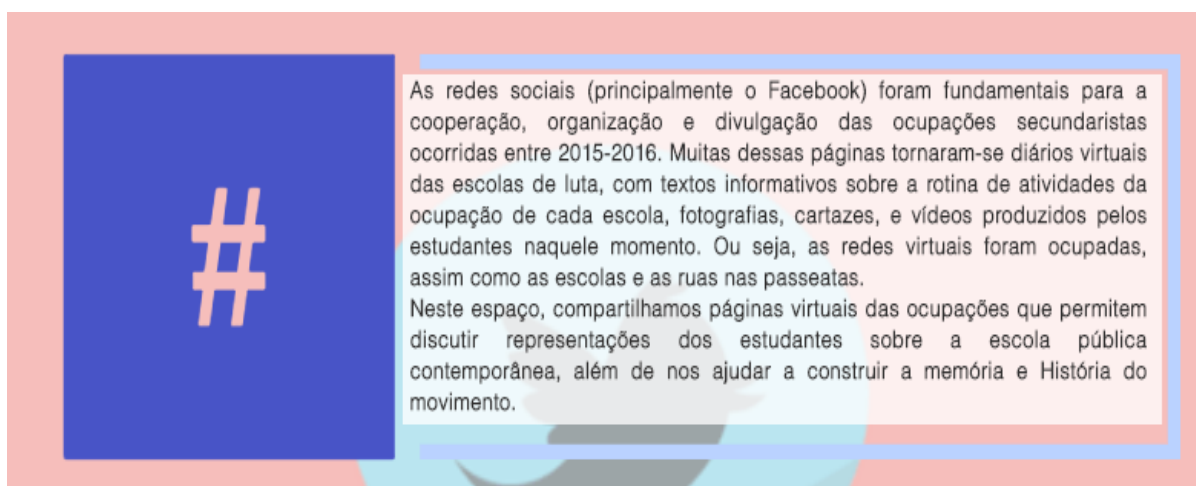 #
As redes sociais (principalmente o Facebook) foram fundamentais para a
cooperação, organização e divulgação das ocupações secundaristas
ocorridas entre 2015-2016. Muitas dessas páginas tornaram-se diários virtuais
das escolas de luta, com textos informativos sobre a rotina de atividades da
ocupação de cada escola, fotografias, cartazes, e vídeos produzidos pelos
estudantes naquele momento. Ou seja, as redes virtuais foram ocupadas,
assim como as escolas e as ruas nas passeatas.
Neste espaço, compartilhamos páginas virtuais das ocupações que permitem
discutir representações dos estudantes sobre a escola pública
contemporânea, além de nos ajudar a construir a memória e História do
movimento.